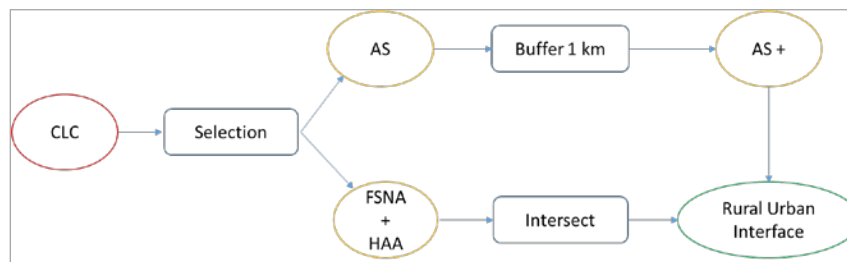 AS
Buffer 1 km
AS +
CLC
Selection
FSNA
+
HAA
Intersect
Rural Urban
Interface